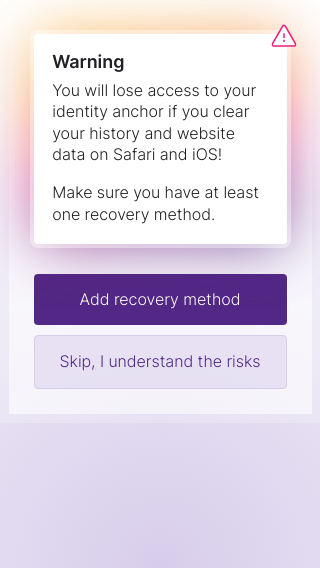 Warning
You will lose access to your
identity anchor if you clear
your history and website
data on Safari and iOS!
Make sure you have at least
one recovery method.
Add recovery method
Skip, I understand the risks